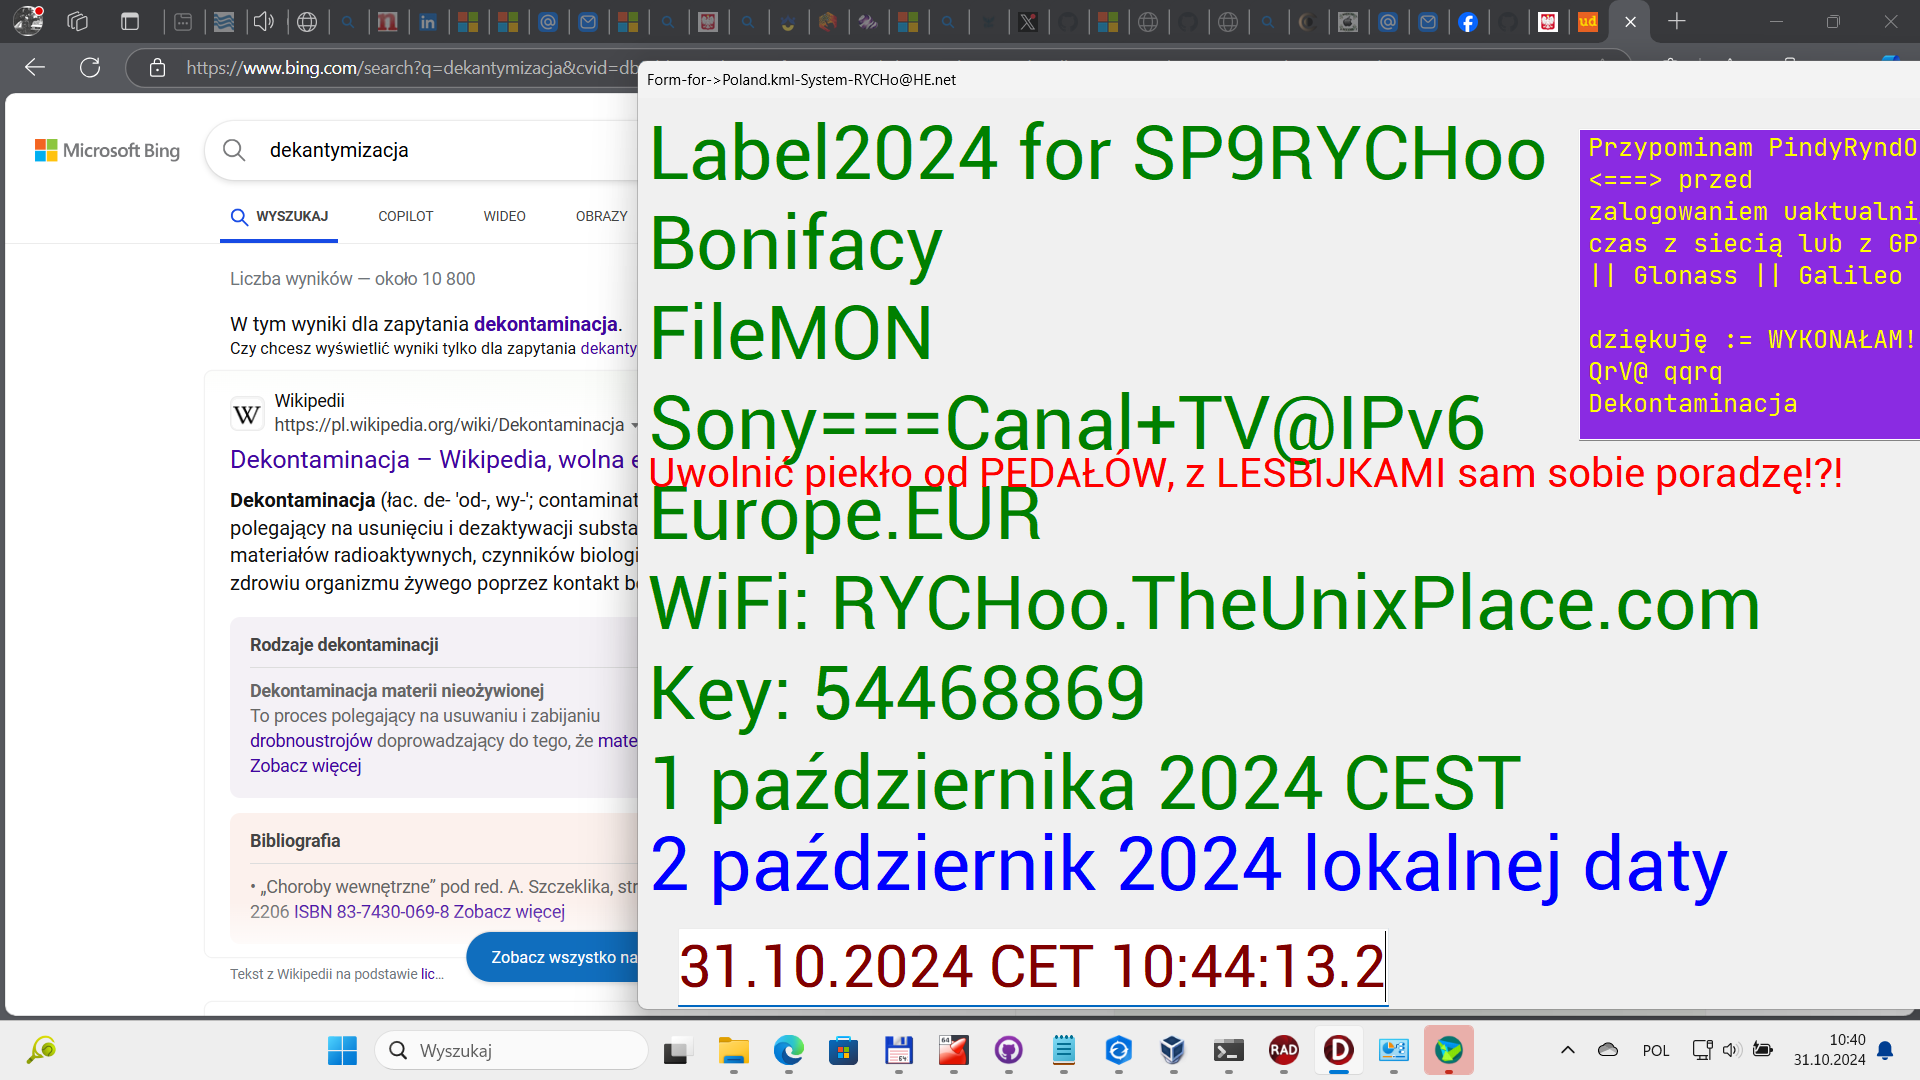 https://www.bing.com/search?q=dekantymizacja&cvid=db
Form-for->Poland.kml-System-RYCHo@HE.net
Microsoft Bing
dekantymizacja
WYSZUKAJ COPILOT WIDEO OBRAZY
Liczba wyników — około 10 800
W tym wyniki dla zapytania dekontaminacja.
Czy chcesz wyświetlić wyniki tylko dla zapytania dekanty
Wikipedii
https://pl.wikipedia.org/wiki/Dekontaminacja
Dekontaminacja – Wikipedia, wolna e
Dekontaminacja (łac. de- 'od-, wy-'; contaminat
polegający na usunięciu i dezaktywacji substa
materiałów radioaktywnych, czynników biologi
zdrowiu organizmu żywego poprzez kontakt be
Rodzaje dekontaminacji
Dekontaminacja materii nieożywionej
To proces polegający na usuwaniu i zabijaniu
drobnoustrojów doprowadzający do tego, że mate
Zobacz więcej
Bibliografia
• „Choroby wewnętrzne” pod red. A. Szczeklika, str
2206 ISBN 83-7430-069-8 Zobacz więcej
Zobacz wszystko na
Tekst z Wikipedii na podstawie lic...
Label2024 for SP9RYCHoo
Bonifacy
FileMON
Sony===Canal+TV@IPv6
Uwolnić piekło od PEDAŁÓW, z LESBIJKAMI sam sobie poradzę!?!
Europe.EUR
WiFi: RYCHoo.TheUnixPlace.com
Key: 54468869
1 października 2024 CEST
2 październik 2024 lokalnej daty
31.10.2024 CET 10:44:13.2
Przypominam PindyRyndO
<===> przed
zalogowaniem uaktualni
czas z siecią lub z GP
|| Glonass || Galileo
dziękuję := WYKONAŁAM!
QrV@ qqrq
Dekontaminacja
Wyszukaj
64
64
RAD
D
POL
10:40
31.10.2024